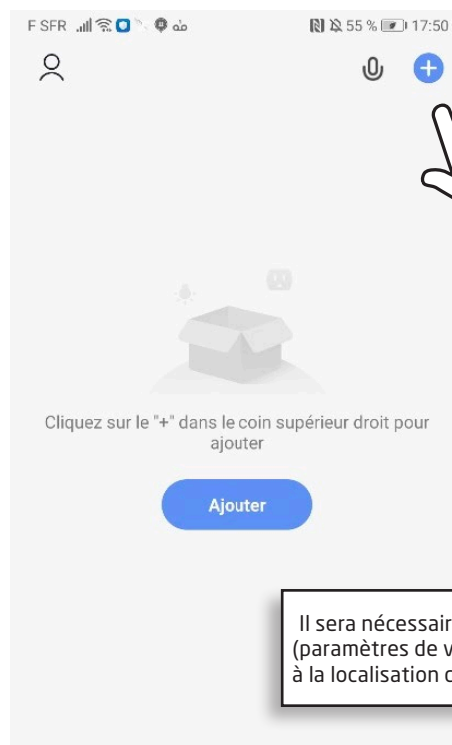 F SFR 55 % 17:50
Cliquez sur le "+" dans le coin supérieur droit pour
ajouter
Ajouter
Il sera
(paramètres de
à la localisation